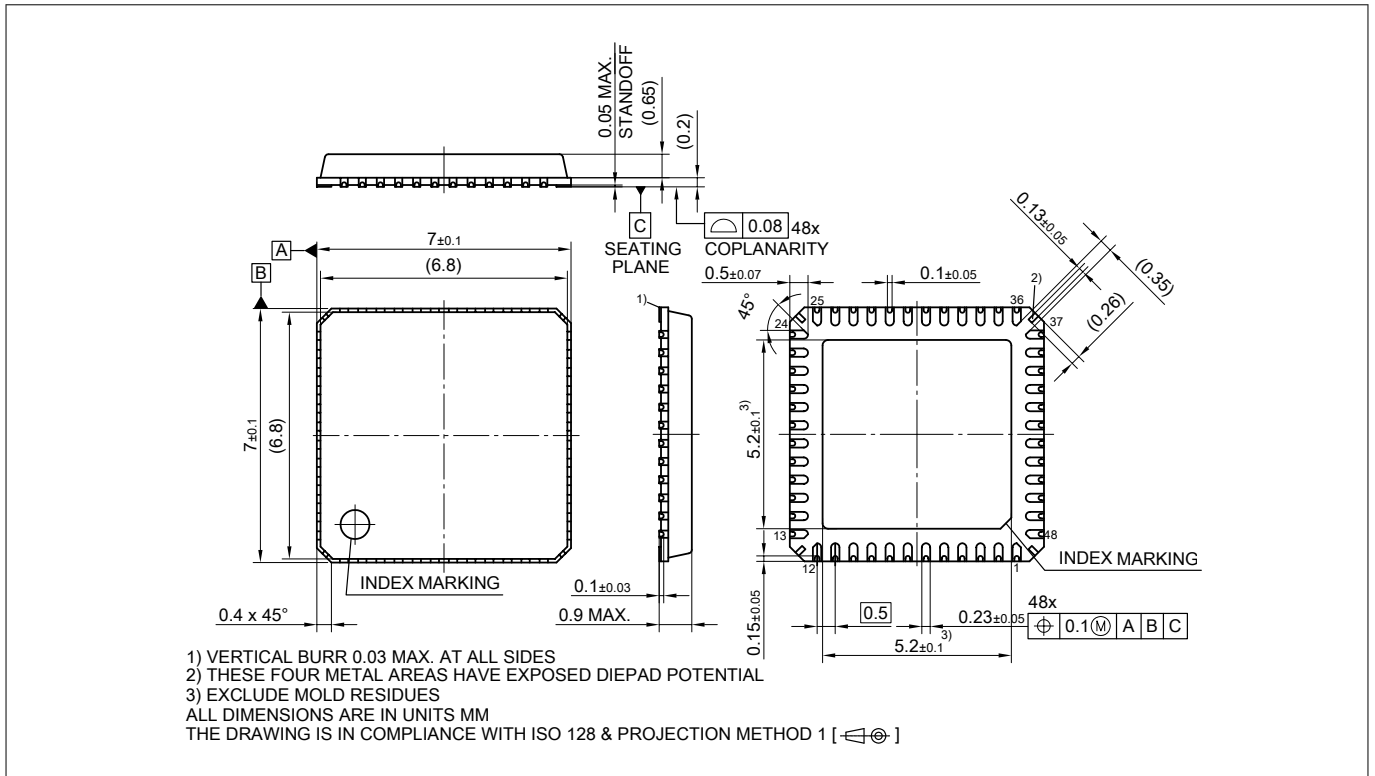 0.05 MAX.
STANDOFF
(0.65)
(0.2)
C
SEATING
PLANE
⌓ 0.08 48x
COPLANARITY
A
B
7±0.1
(6.8)
7±0.1
(6.8)
INDEX MARKING
0.4 x 45°
1)
0.1±0.03
0.9 MAX.
0.5±0.07
0.1±0.05
0.13±0.05
(0.35)
(0.26)
2)
45°
25
36
24
37
5.2±0.1 3)
13
48
12
1
INDEX MARKING
0.15±0.05
0.5
0.23±0.05
48x
⌖ 0.1Ⓜ A B C
5.2±0.1 3)
1) VERTICAL BURR 0.03 MAX. AT ALL SIDES
2) THESE FOUR METAL AREAS HAVE EXPOSED DIEPAD POTENTIAL
3) EXCLUDE MOLD RESIDUES
ALL DIMENSIONS ARE IN UNITS MM
THE DRAWING IS IN COMPLIANCE WITH ISO 128 & PROJECTION METHOD 1 [ ]